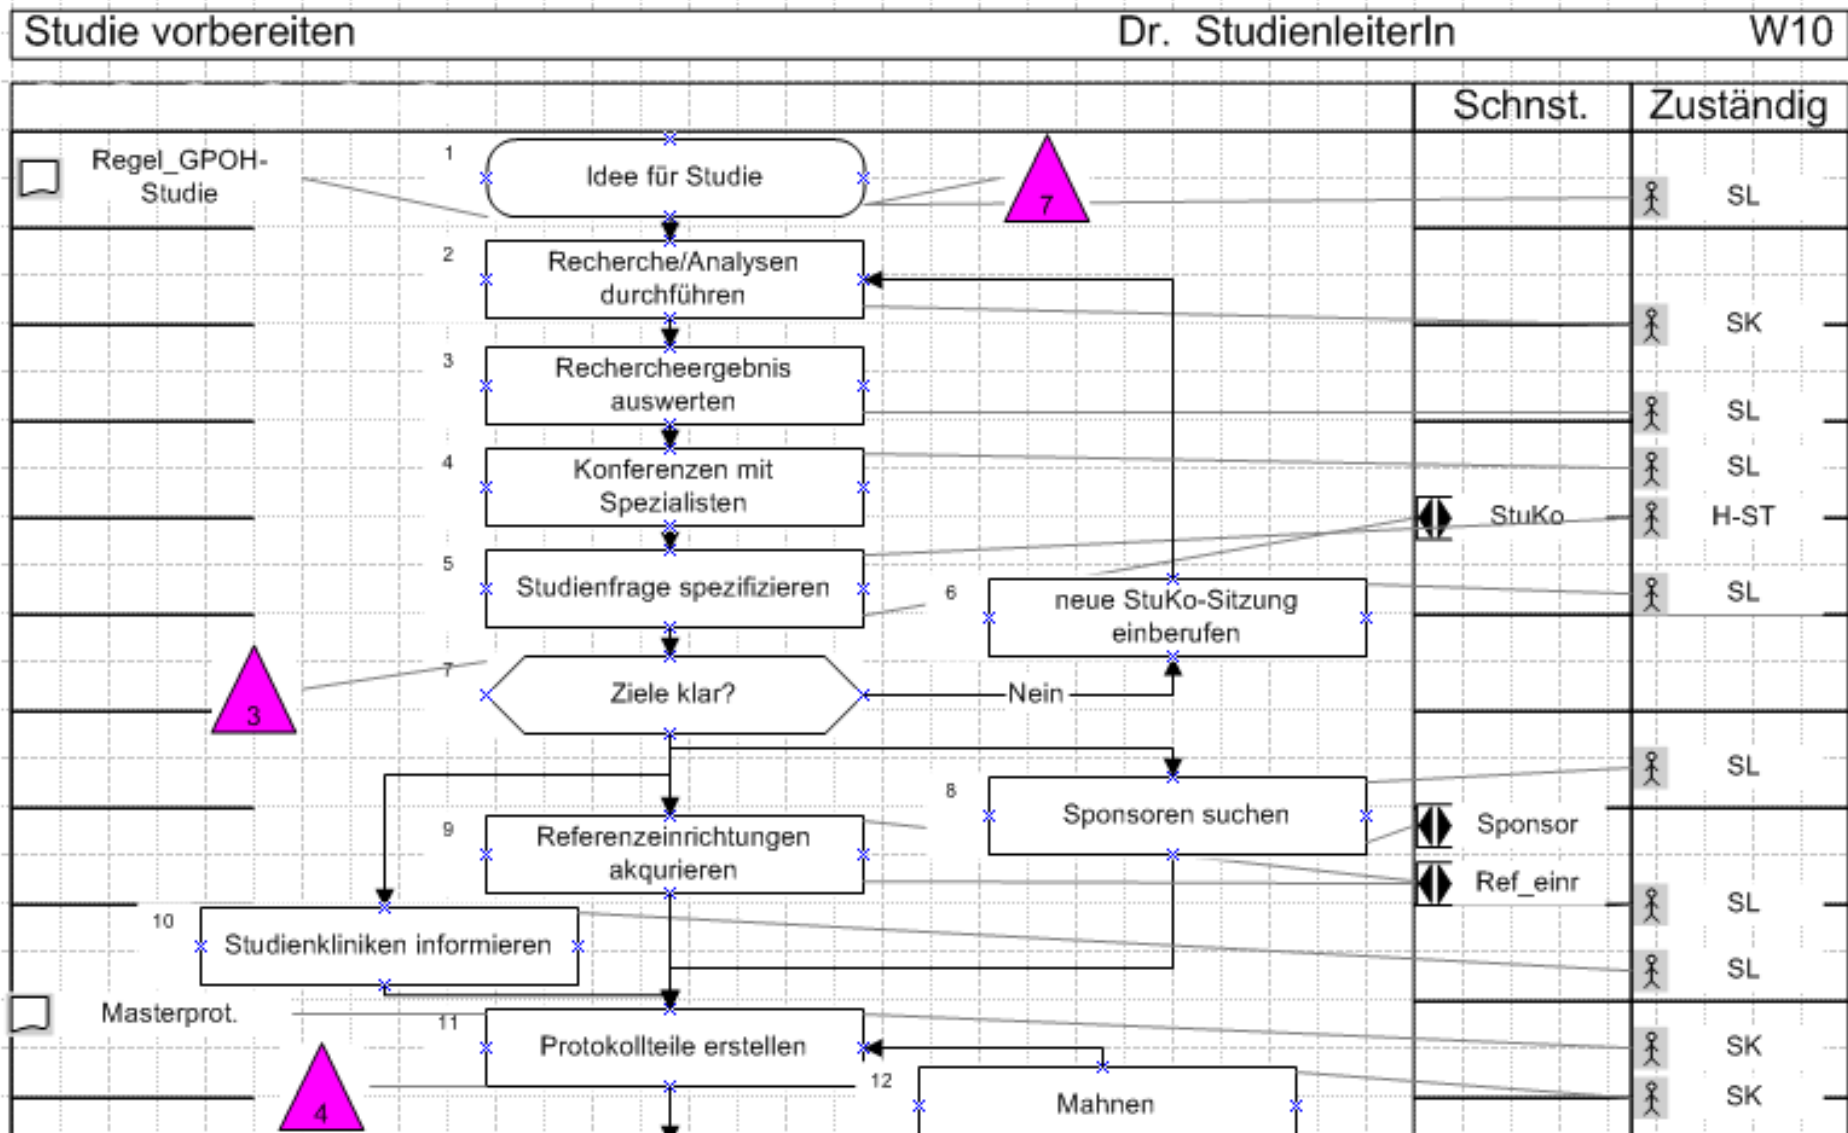 Studie vorbereiten Dr. StudienleiterIn W10
Schnst. Zuständig
Regel_GPOH-
Studie
1
Idee für Studie
7
SL
2
Recherche/Analysen
durchführen
SK
3
Rechercheergebnis
auswerten
SL
4
Konferenzen mit
Spezialisten
SL
StuKo
H-ST
5
Studienfrage spezifizieren
6
neue StuKo-Sitzung
einberufen
SL
3
7
Ziele klar?
Nein
8
Sponsoren suchen
SL
Sponsor
9
Referenzeinrichtungen
akqurieren
Ref_einr
SL
10
Studienkliniken informieren
SL
Masterprot.
11
Protokollteile erstellen
SK
4
12
Mahnen
SK